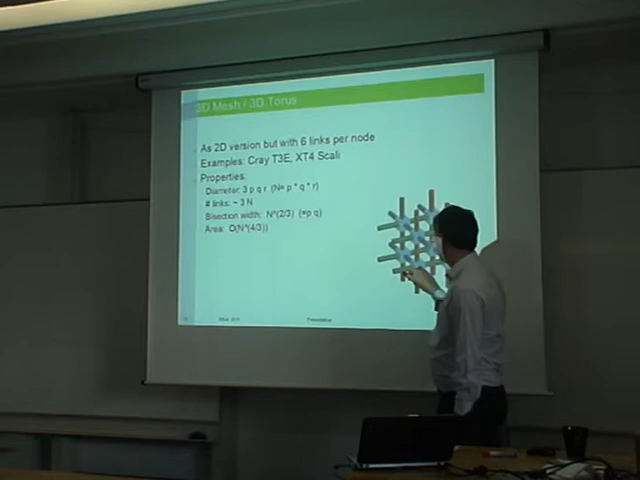 3D Mesh / 3D Torus
As 2D version but with 6 links per node
Examples: Cray T3E, XT4 Scali
Properties:
Diameter: 3 p q r (N= p * q * r)
# links: ~ 3 N
Bisection width: N^(2/3) (=p q)
Area: O(N^(4/3))
Presentation